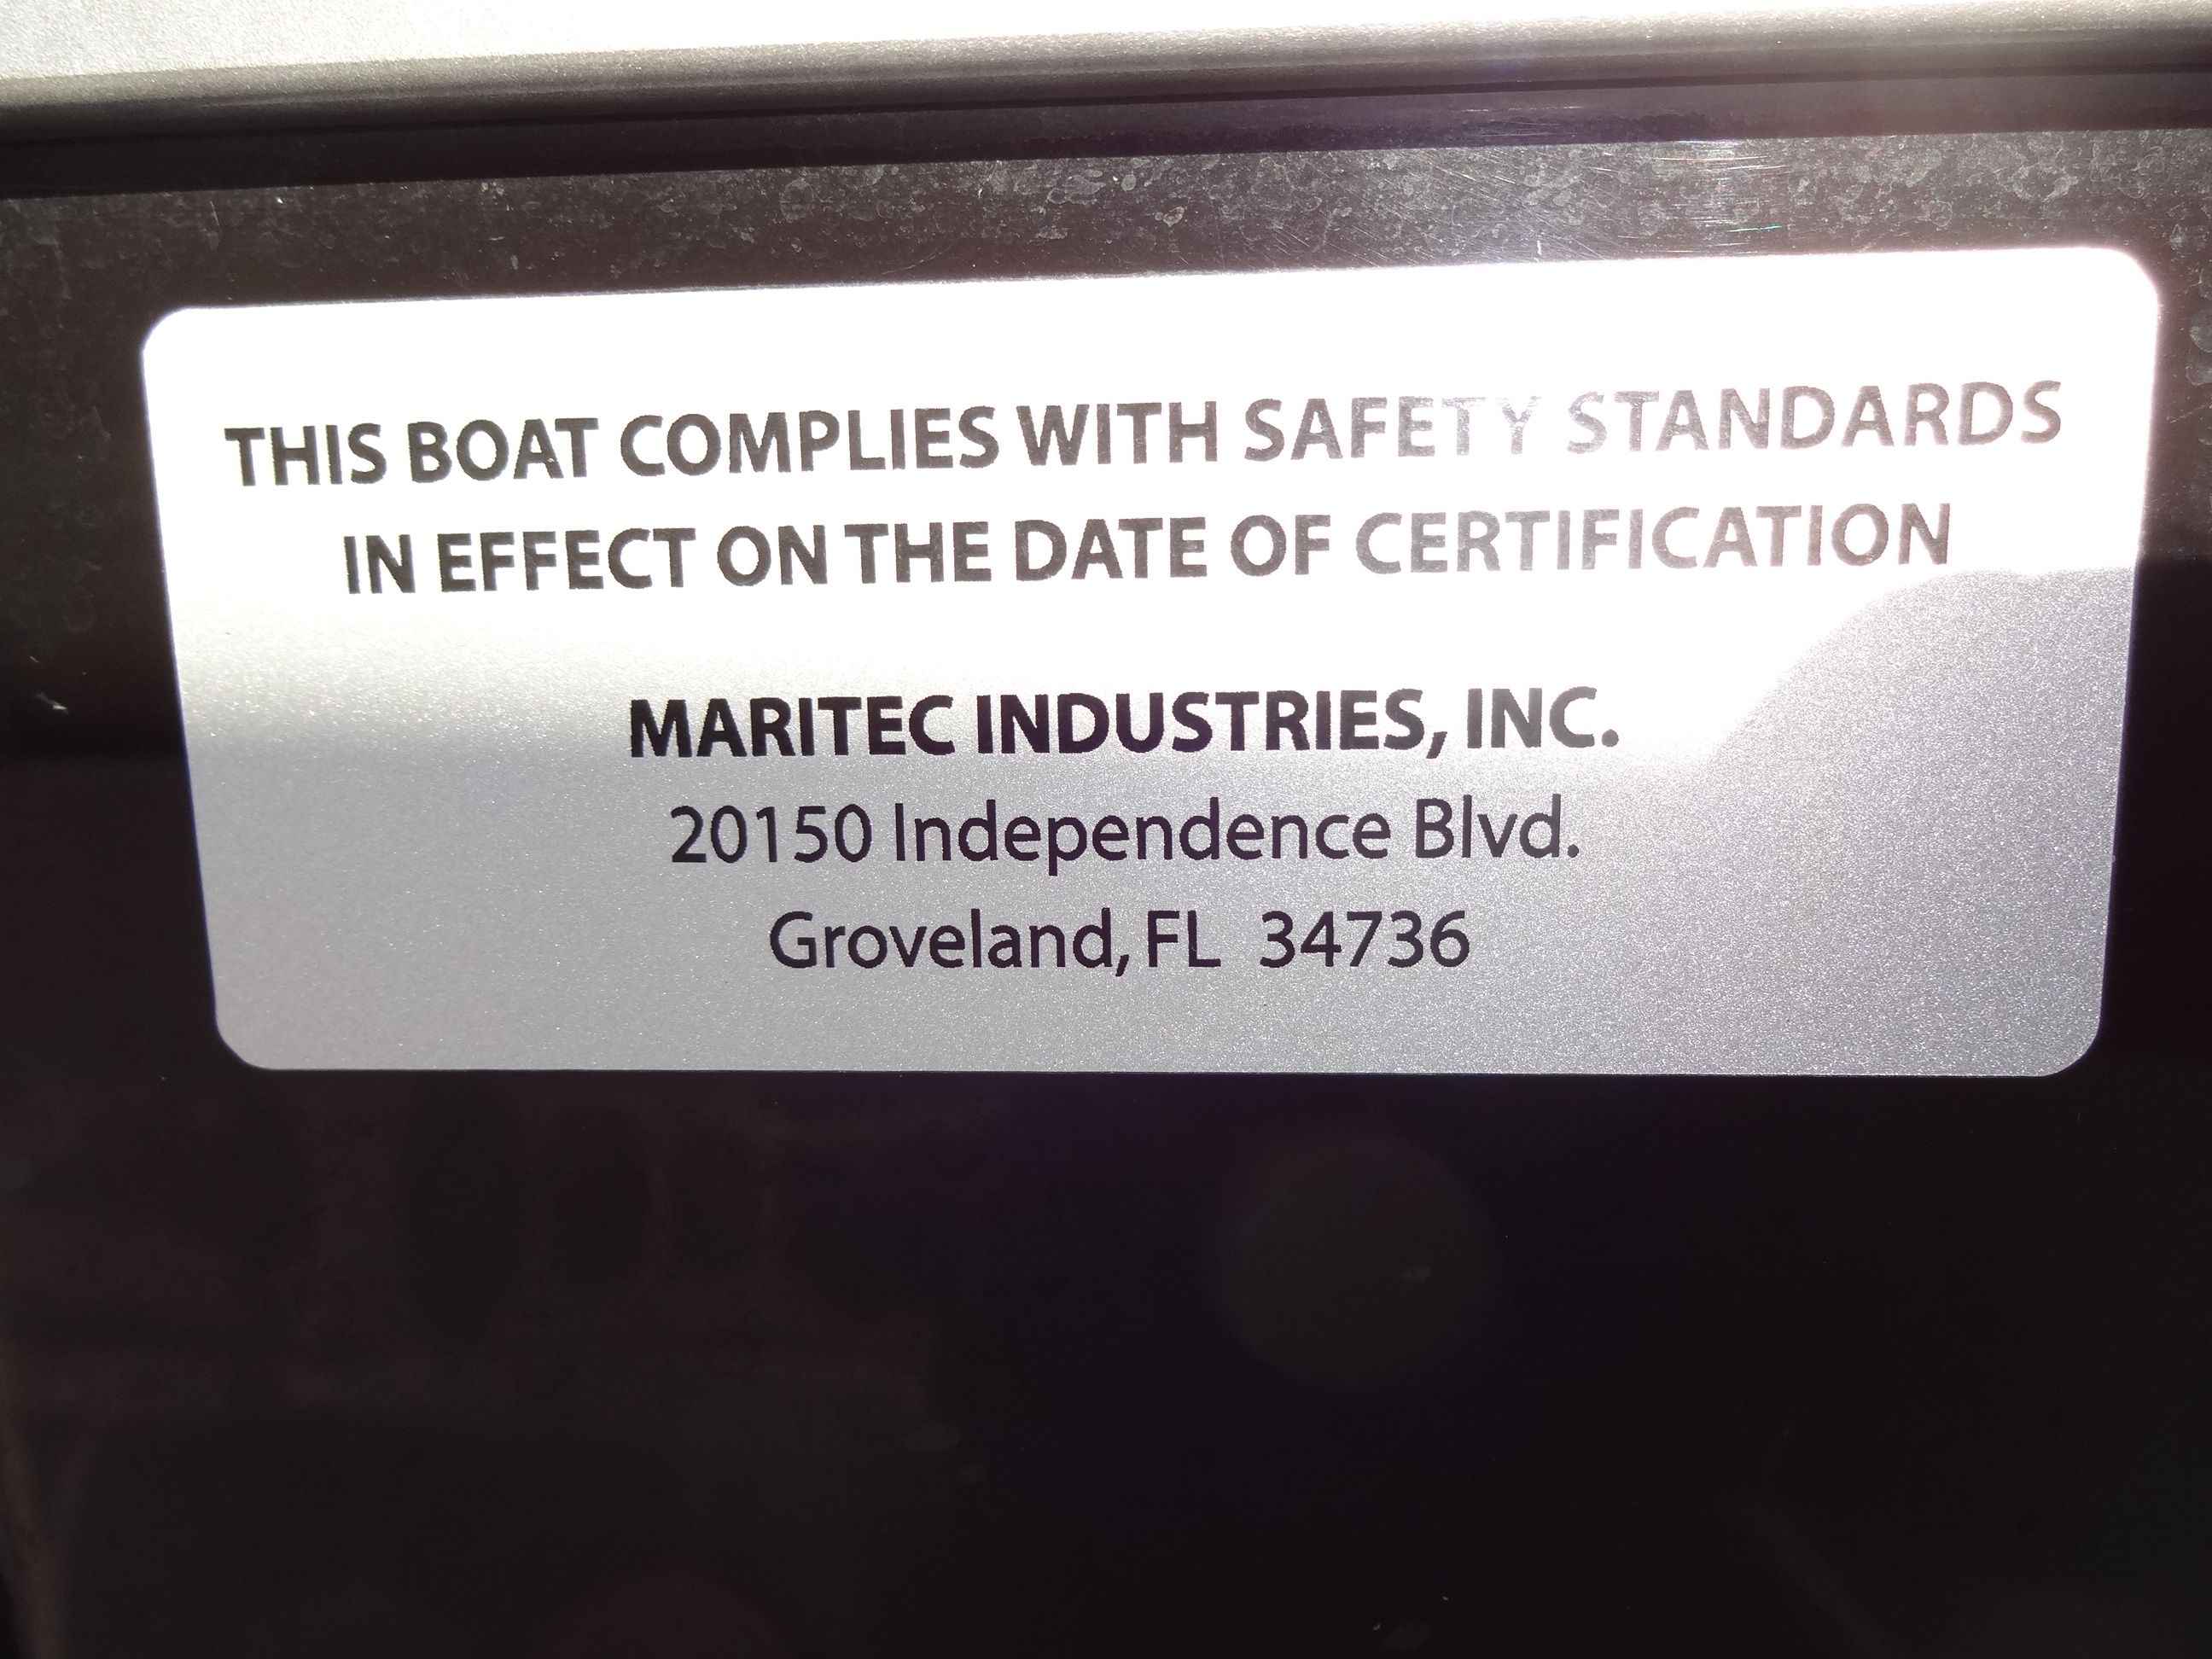 THIS BOAT COMPLIES WITH SAFETY STANDARDS
IN EFFECT ON THE DATE OF CERTIFICATION
MARITEC INDUSTRIES, INC.
20150 Independence Blvd.
Groveland, FL 34736